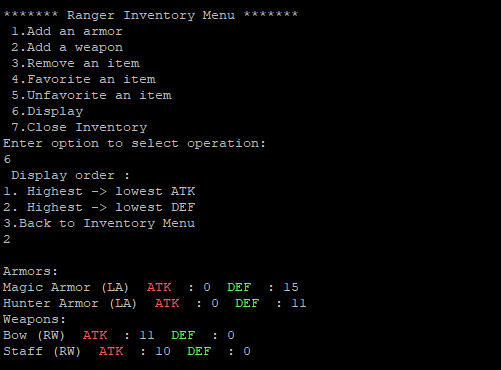 ******* Ranger Inventory Menu *******
1.Add an armor
2.Add a weapon
3.Remove an item
4.Favorite an item
5.Unfavorite an item
6.Display
7.Close Inventory
Enter option to select operation:
6
Display order :
1. Highest -> lowest ATK
2. Highest -> lowest DEF
3.Back to Inventory Menu
2
Armors:
Magic Armor (LA)  ATK  : 0  DEF  : 15
Hunter Armor (LA)  ATK  : 0  DEF  : 11
Weapons:
Bow (RW)  ATK  : 11  DEF  : 0
Staff (RW)  ATK  : 10  DEF  : 0